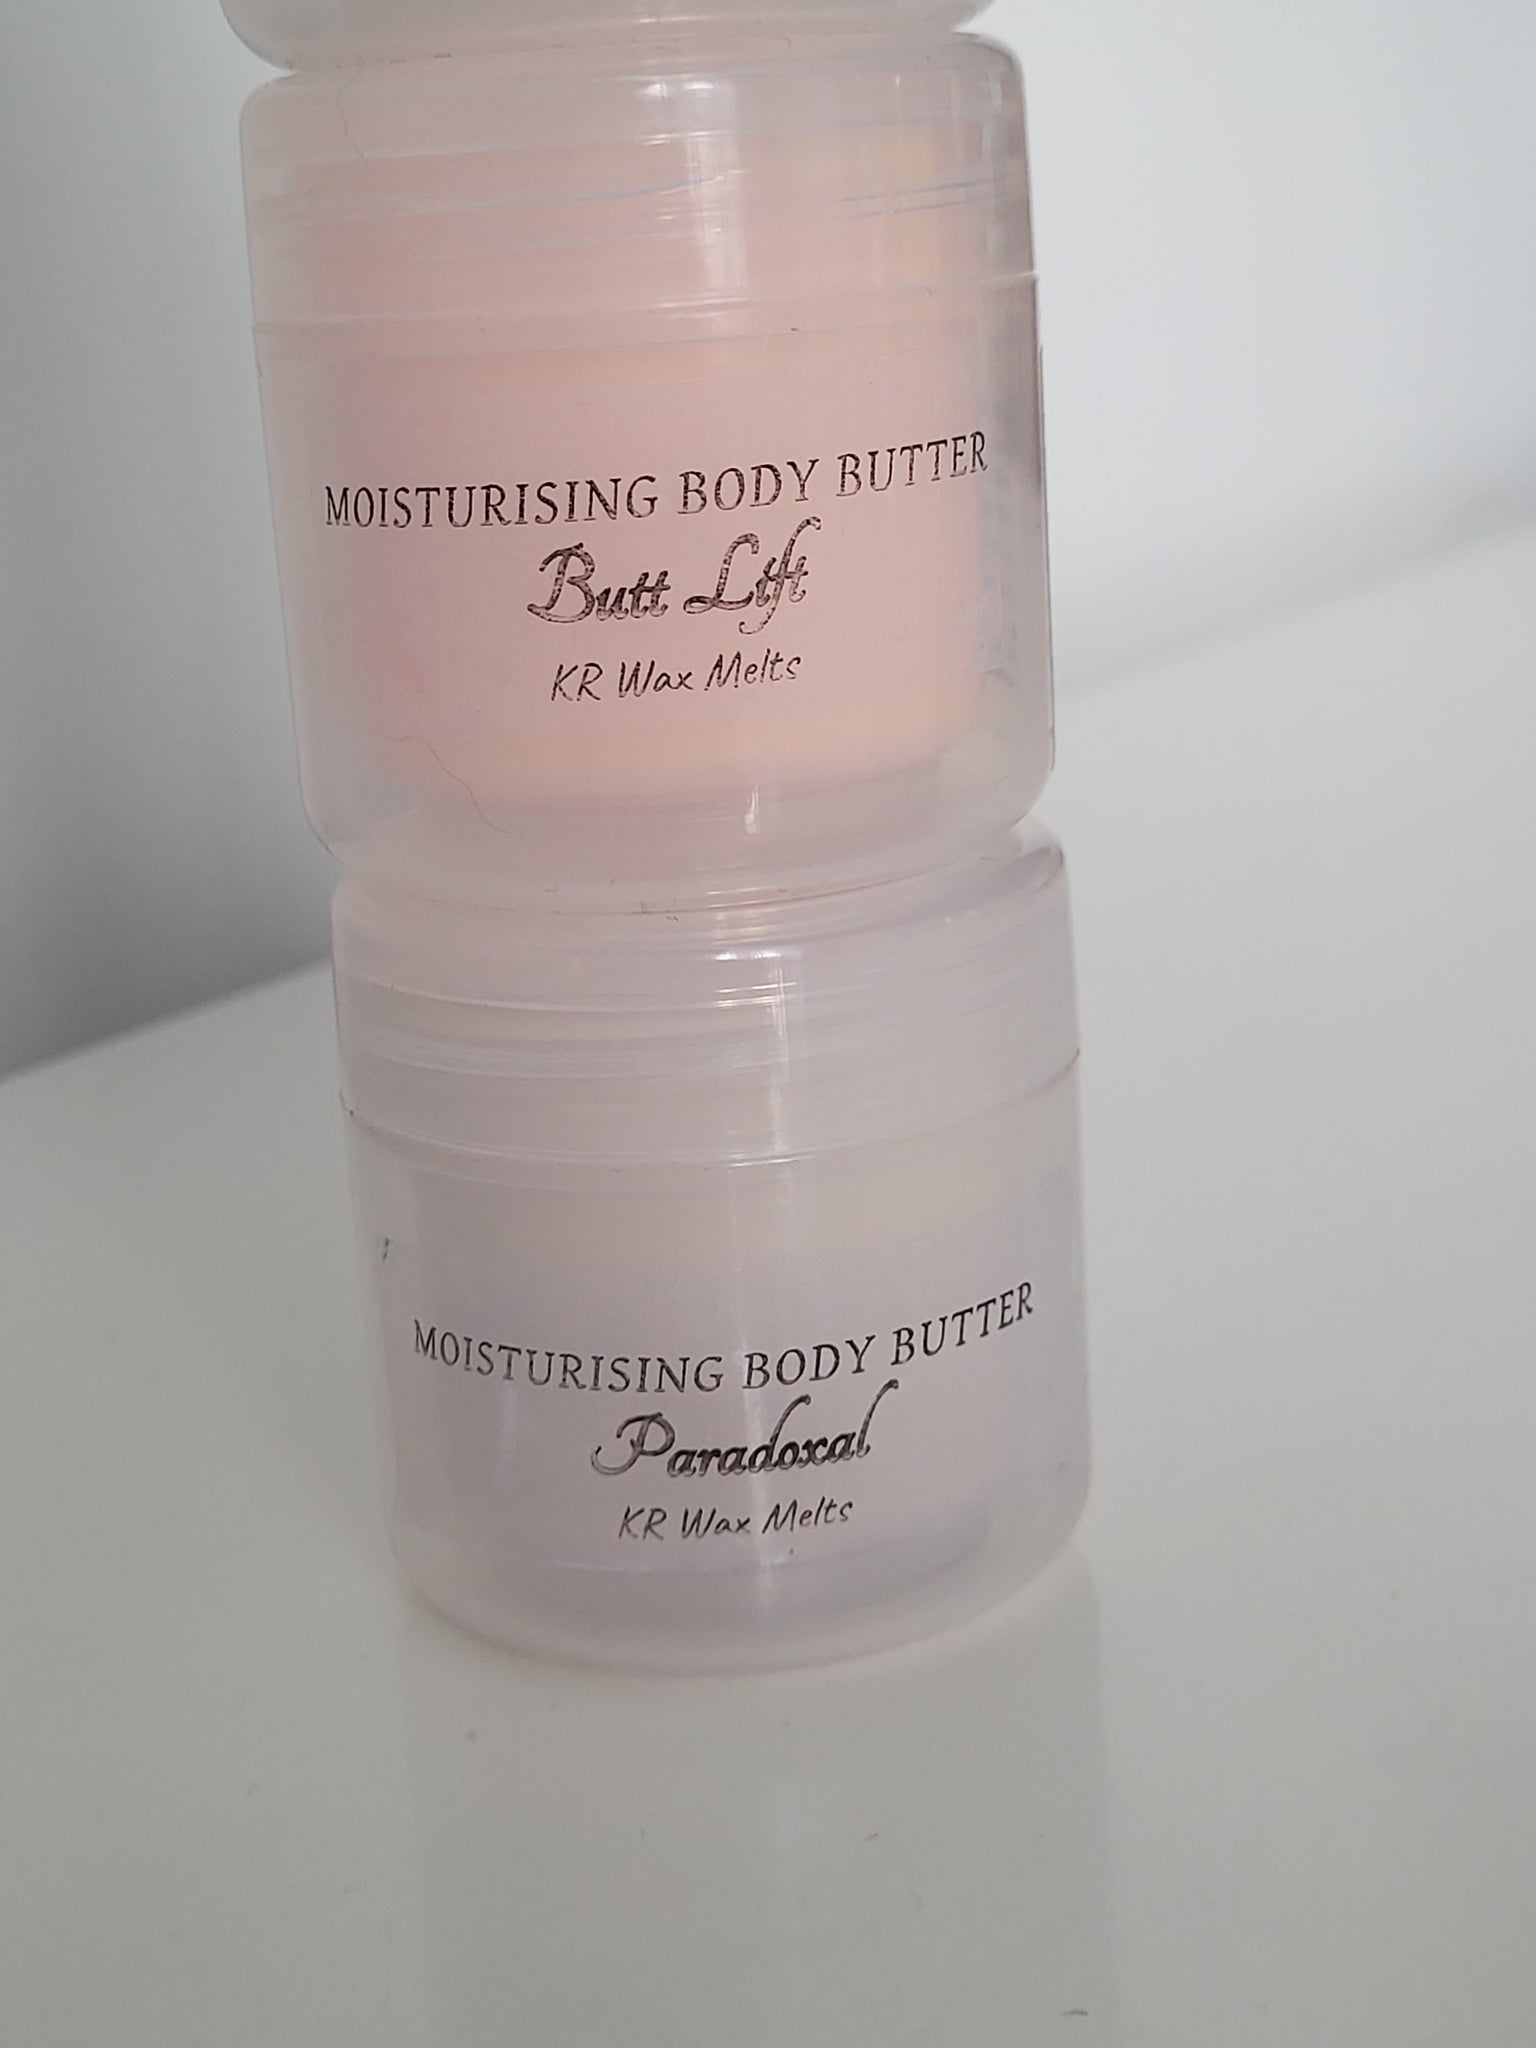 MOISTURISING BODY BUTTER
Butt Lift
KR Wax Melts
MOISTURISING BODY BUTTER
Paradoxal
KR Wax Melts